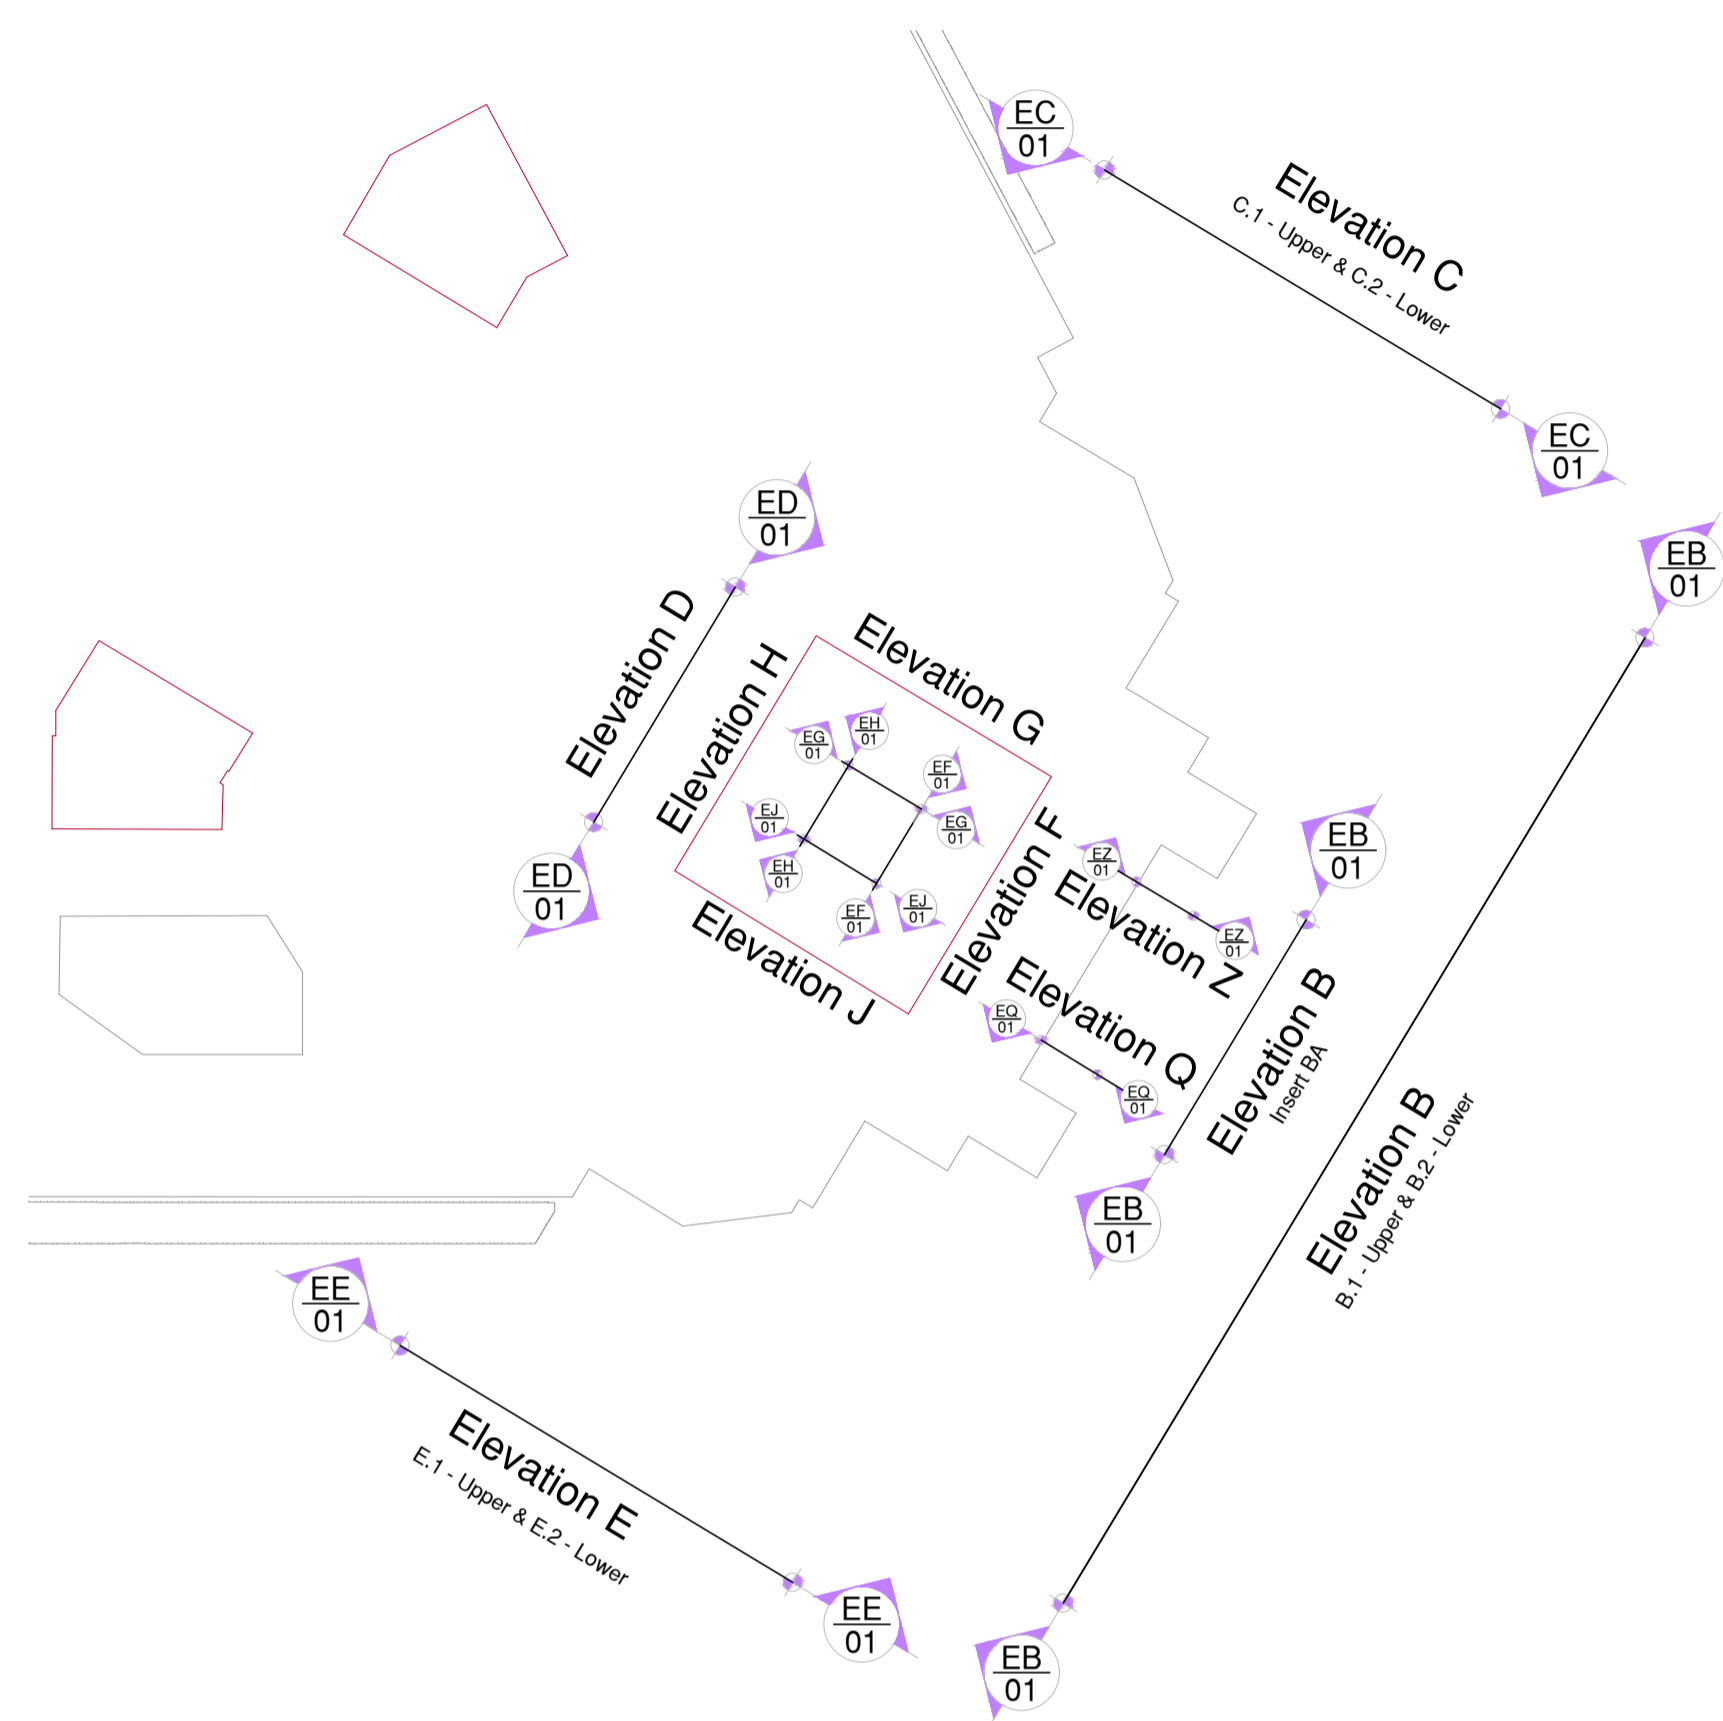 EC
01
Elevation C
C.1 - Upper & C.2 - Lower
EC
01
ED
01
EB
01
Elevation D
Elevation H
Elevation G
EG
01
EH
01
EF
01
EJ
01
EG
01
EH
01
EF
01
EJ
01
Elevation F
Elevation J
ED
01
EZ
01
Elevation Z
EZ
01
EB
01
EQ
01
Elevation Q
EQ
01
Elevation B
Insert BA
EB
01
Elevation B
B.1 - Upper & B.2 - Lower
EE
01
Elevation E
E.1 - Upper & E.2 - Lower
EE
01
EB
01